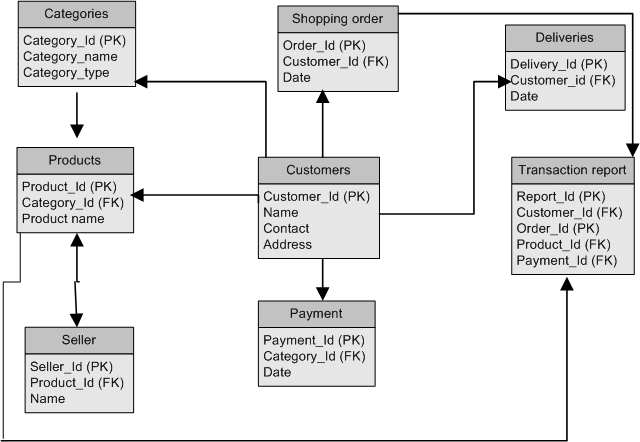 Categories
Category_Id (PK)
Category_name
Category_type
Shopping order
Order_Id (PK)
Customer_Id (FK)
Date
Deliveries
Delivery_Id (PK)
Customer_id (FK)
Date
Products
Product_Id (PK)
Category_Id (FK)
Product name
Customers
Customer_Id (PK)
Name
Contact
Address
Transaction report
Report_Id (PK)
Customer_Id (FK)
Order_Id (PK)
Product_Id (FK)
Payment_Id (FK)
Seller
Seller_Id (PK)
Product_Id (FK)
Name
Payment
Payment_Id (PK)
Category_Id (FK)
Date